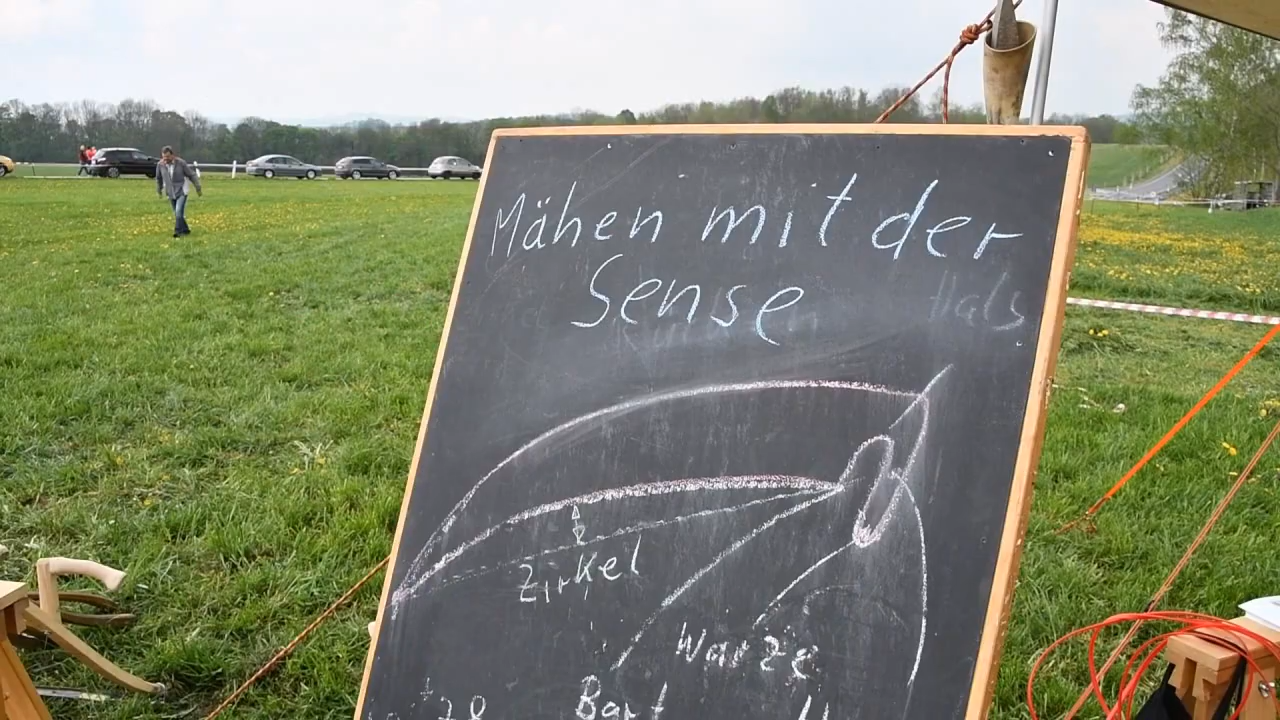 Mähen mit der
Sense
Hals
Zirkel
Warze
Bart